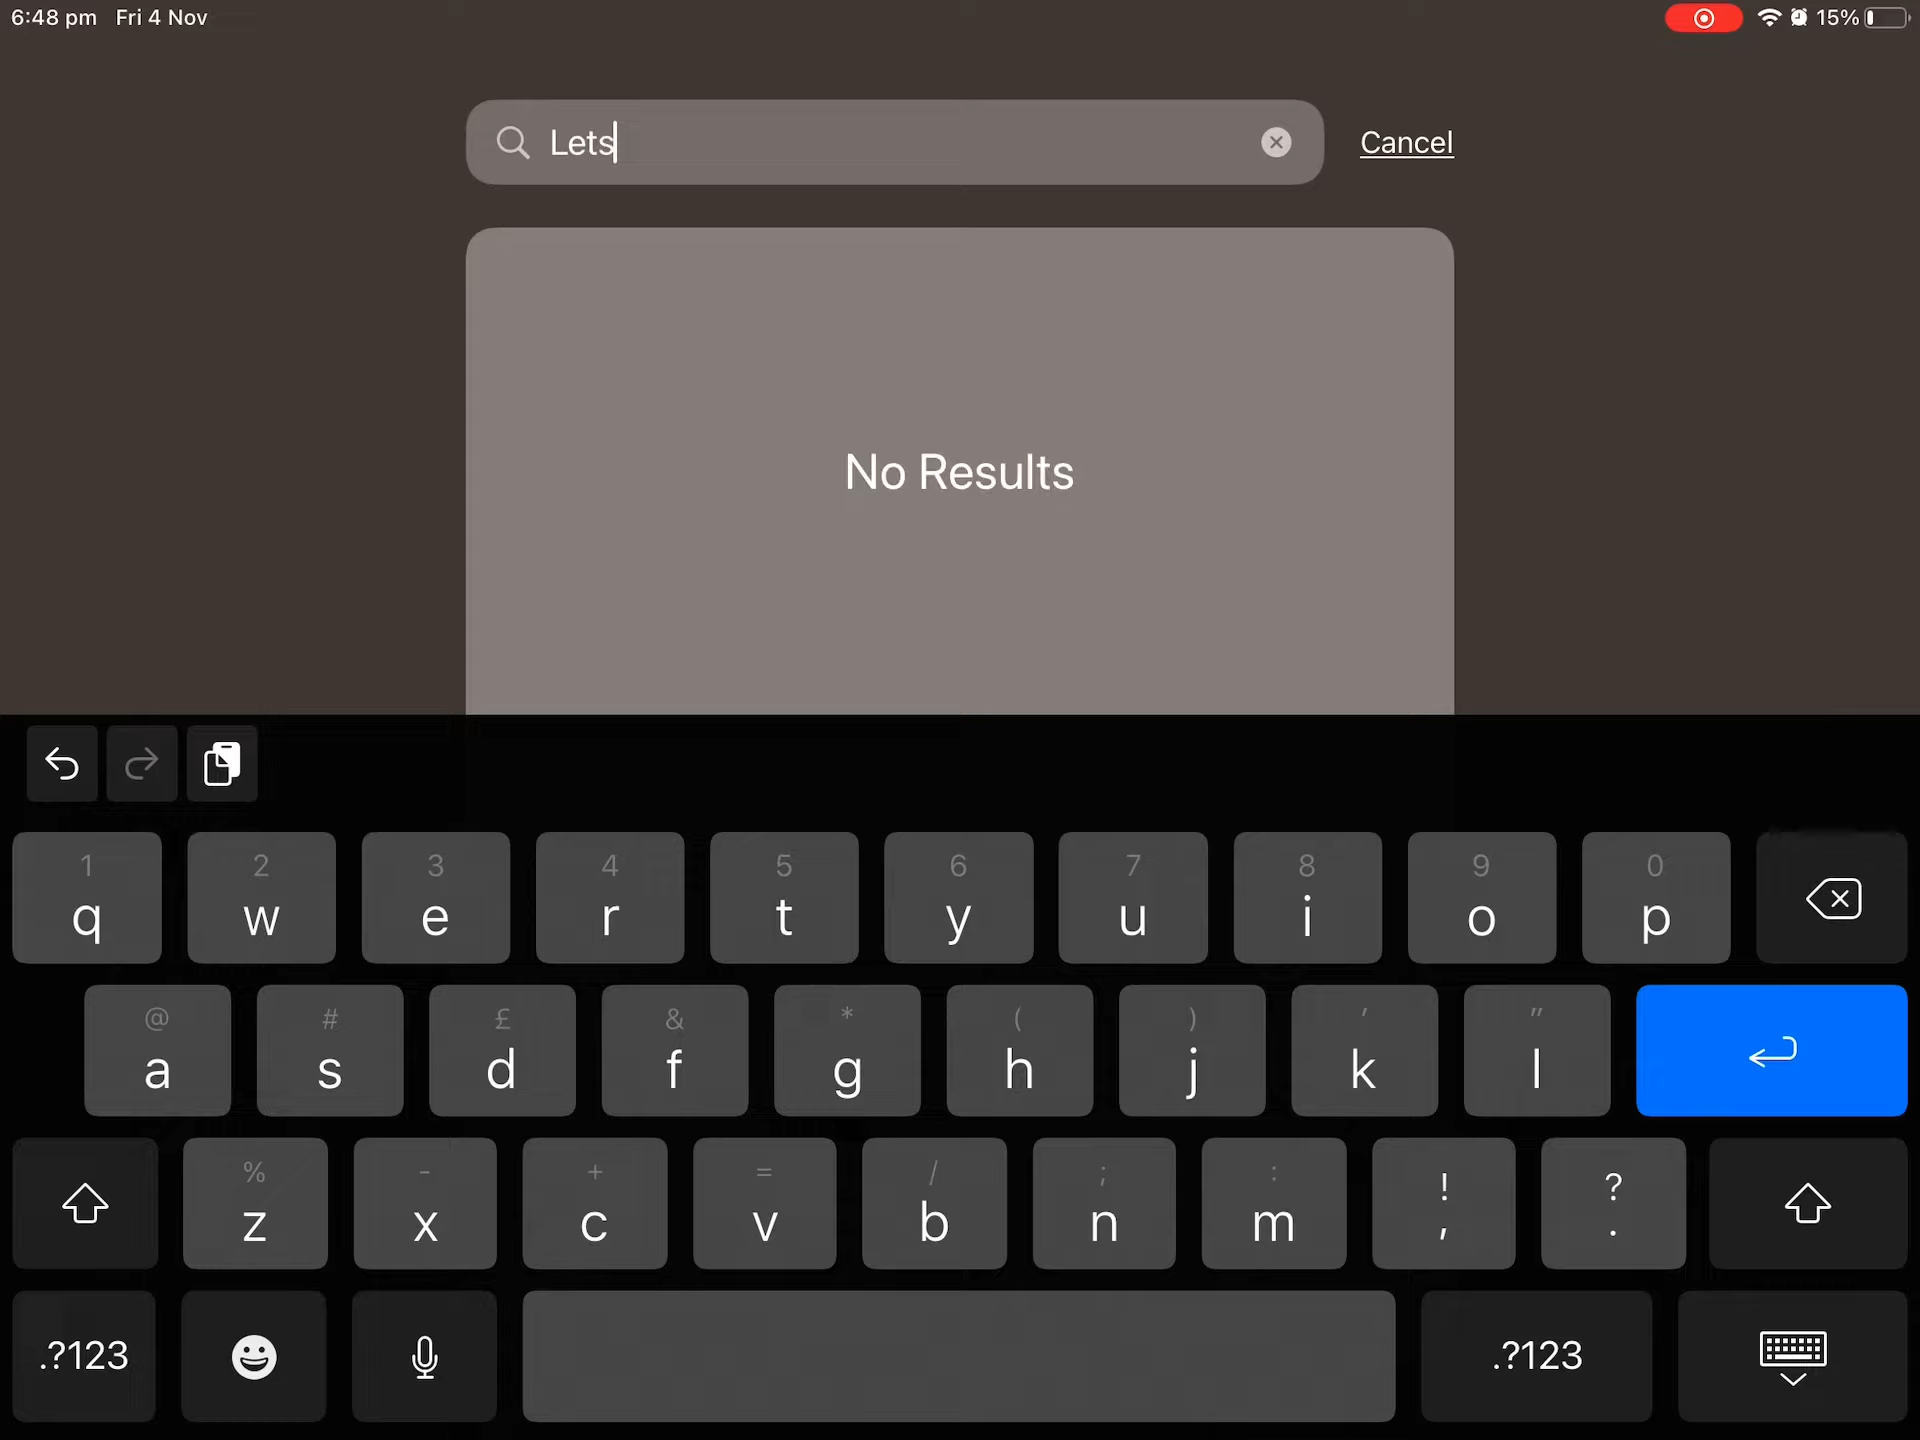 6:48 pm Fri 4 Nov
15%
Lets
Cancel
No Results
1 2 3 4 5 6 7 8 9 0
q w e r t y u i o p
@ # £ & * ( ) ' "
a s d f g h j k l
% - + = / ; : ! ?
z x c v b n m , .
.?123 .?123